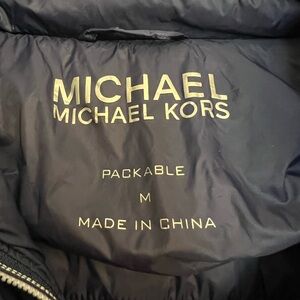 MICHAEL
MICHAEL KORS
PACKABLE
M
MADE IN CHINA